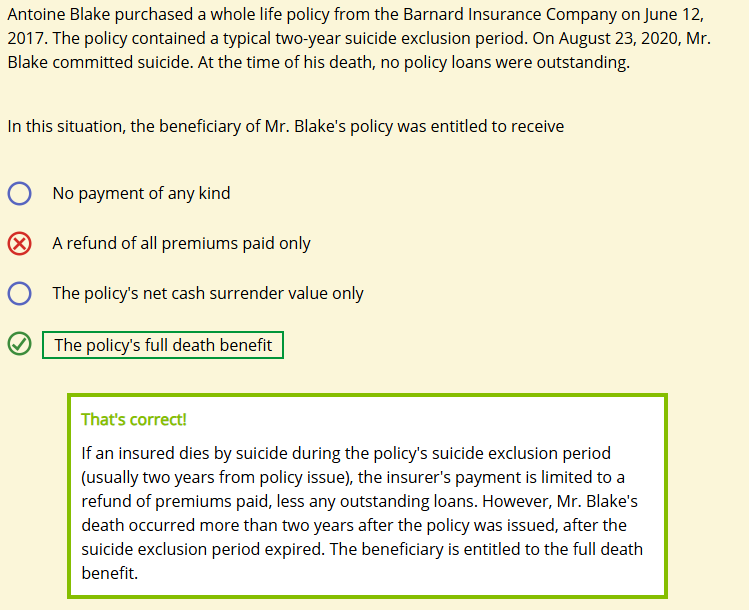 Antoine Blake purchased a whole life policy from the Barnard Insurance Company on June 12,
2017. The policy contained a typical two-year suicide exclusion period. On August 23, 2020, Mr.
Blake committed suicide. At the time of his death, no policy loans were outstanding.
In this situation, the beneficiary of Mr. Blake's policy was entitled to receive
No payment of any kind
A refund of all premiums paid only
The policy's net cash surrender value only
The policy's full death benefit
That's correct!
If an insured dies by suicide during the policy's suicide exclusion period
(usually two years from policy issue), the insurer's payment is limited to a
refund of premiums paid, less any outstanding loans. However, Mr. Blake's
death occurred more than two years after the policy was issued, after the
suicide exclusion period expired. The beneficiary is entitled to the full death
benefit.